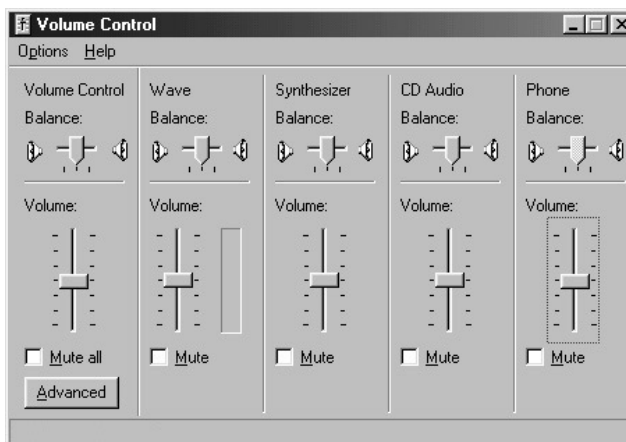 Volume Control
Options Help
Volume Control Wave Synthesizer CD Audio Phone
Balance: Balance: Balance: Balance: Balance:
Volume: Volume: Volume: Volume: Volume:
Mute all Mute Mute Mute Mute
Advanced